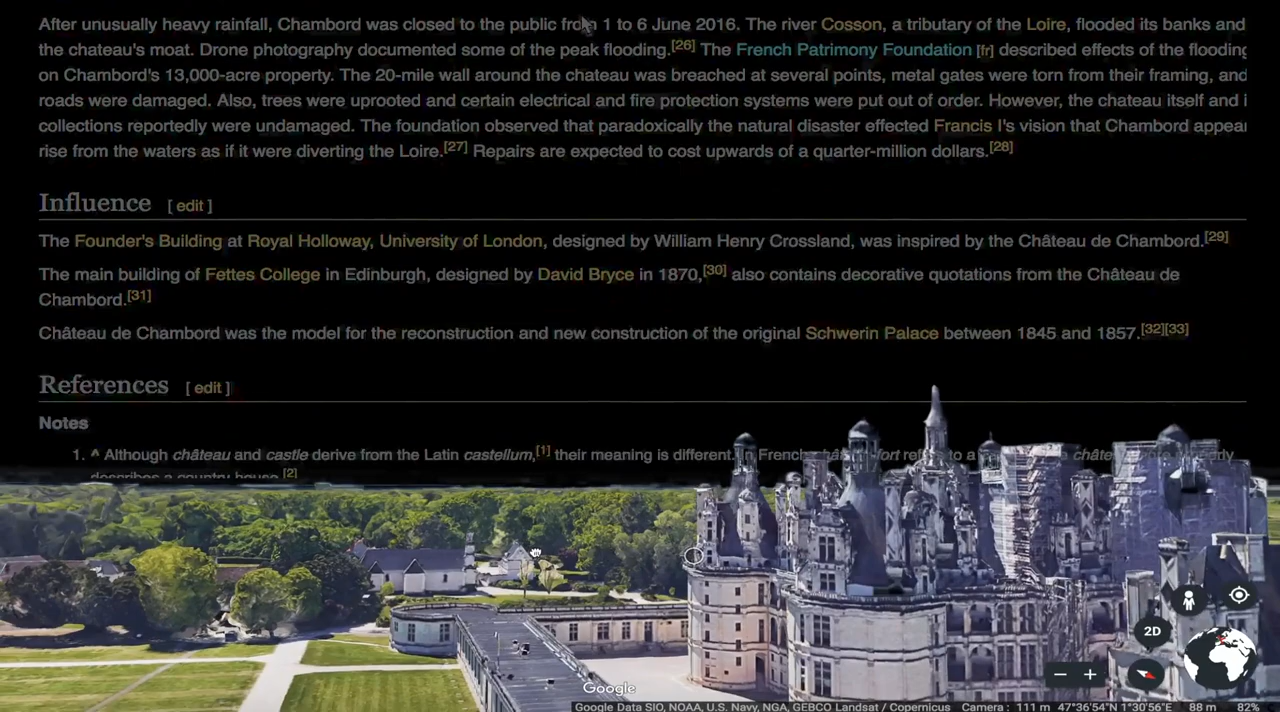 After unusually heavy rainfall, Chambord was closed to the public from 1 to 6 June 2016. The river Cosson, a tributary of the Loire, flooded its banks and
the chateau's moat. Drone photography documented some of the peak flooding.[26] The French Patrimony Foundation [fr] described effects of the flooding
on Chambord's 13,000-acre property. The 20-mile wall around the chateau was breached at several points, metal gates were torn from their framing, and
roads were damaged. Also, trees were uprooted and certain electrical and fire protection systems were put out of order. However, the chateau itself and i
collections reportedly were undamaged. The foundation observed that paradoxically the natural disaster effected Francis I's vision that Chambord appear
rise from the waters as if it were diverting the Loire.[27] Repairs are expected to cost upwards of a quarter-million dollars.[28]
Influence [ edit ]
The Founder's Building at Royal Holloway, University of London, designed by William Henry Crossland, was inspired by the Château de Chambord.[29]
The main building of Fettes College in Edinburgh, designed by David Bryce in 1870,[30] also contains decorative quotations from the Château de
Chambord.[31]
Château de Chambord was the model for the reconstruction and new construction of the original Schwerin Palace between 1845 and 1857.[32][33]
References [ edit ]
Notes
1. ^ Although château and castle derive from the Latin castellum,[1] their meaning is different. In French
describes a country house.[2]
2D
Google
Google Data SIO, NOAA, U.S. Navy, NGA, GEBCO Landsat / Copernicus Camera : 111 m 47°36'54"N 1°30'56"E 88 m 82%